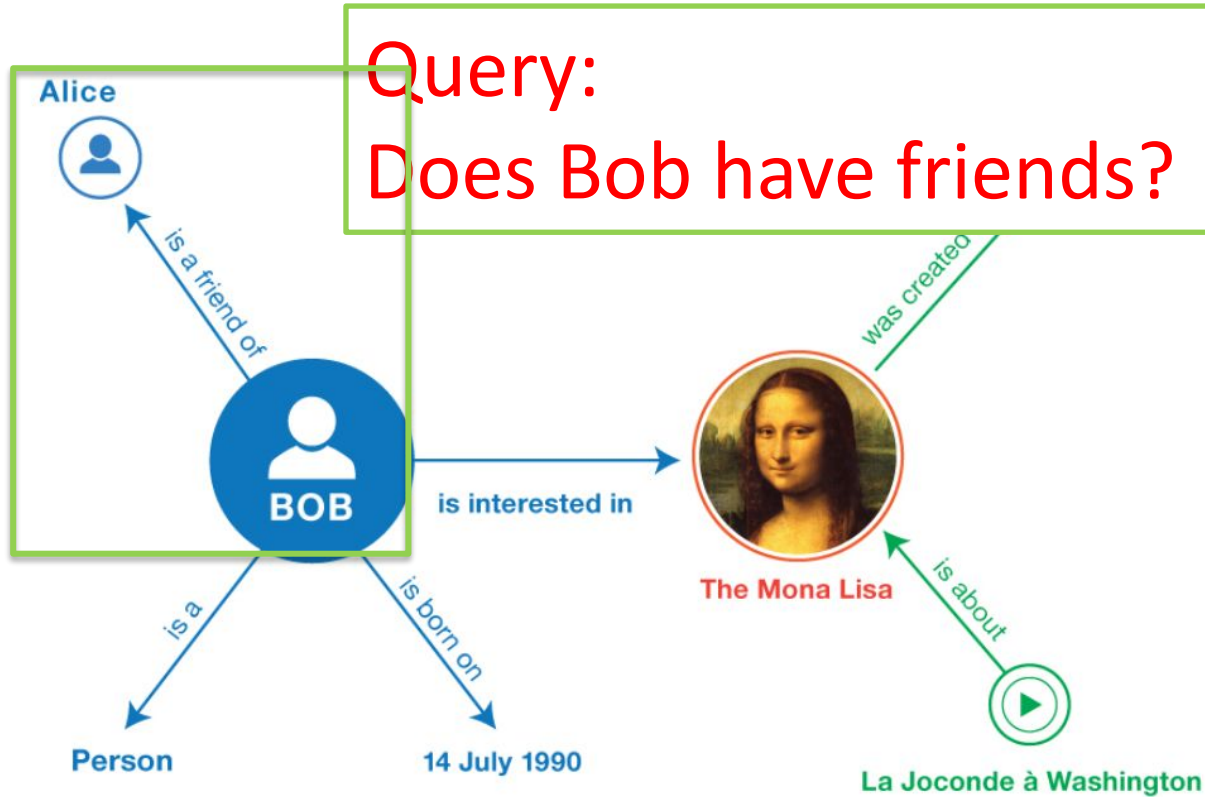 Query:
Does Bob have friends?
Alice
is a friend of
was created
BOB
is interested in
The Mona Lisa
is a
is born on
is about
Person
14 July 1990
La Joconde à Washington